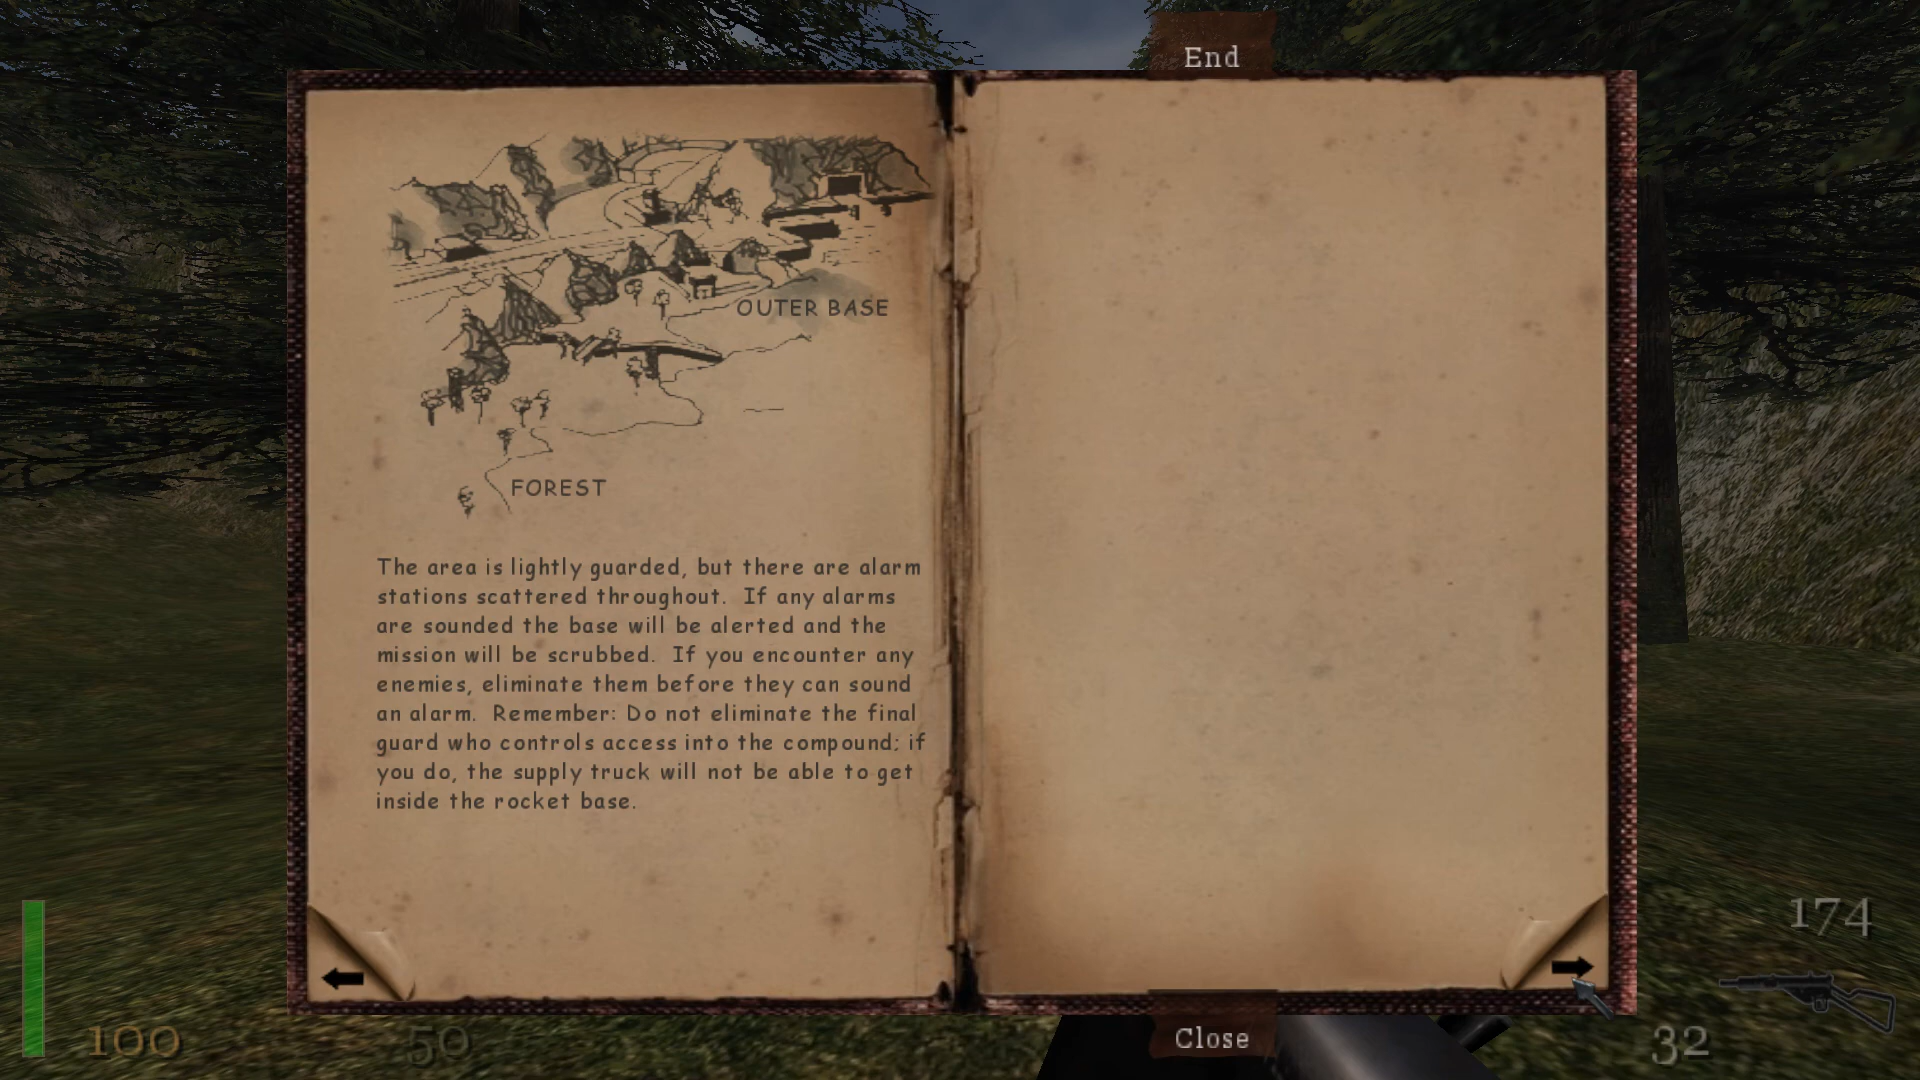 End
OUTER BASE
FOREST
The area is lightly guarded, but there are alarm
stations scattered throughout.  If any alarms
are sounded the base will be alerted and the
mission will be scrubbed.  If you encounter any
enemies, eliminate them before they can sound
an alarm.  Remember: Do not eliminate the final
guard who controls access into the compound; if
you do, the supply truck will not be able to get
inside the rocket base.
174
100
50
Close
32